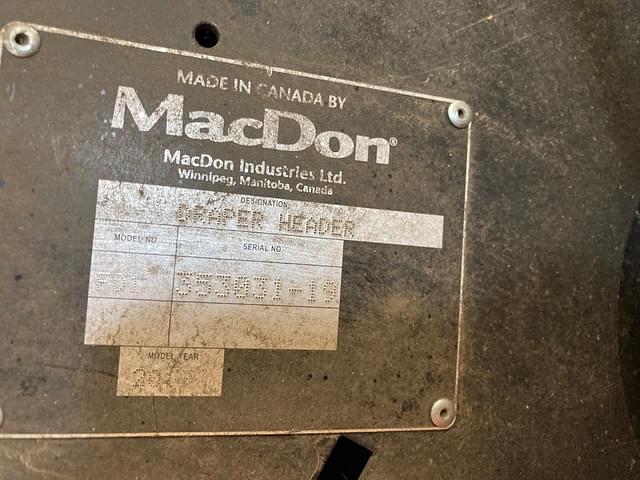 MADE IN CANADA BY
MacDon®
MacDon Industries Ltd.
Winnipeg, Manitoba, Canada
DESIGNATION
DRAPER HEADER
MODEL NO
SERIAL NO
353031-19
MODEL YEAR